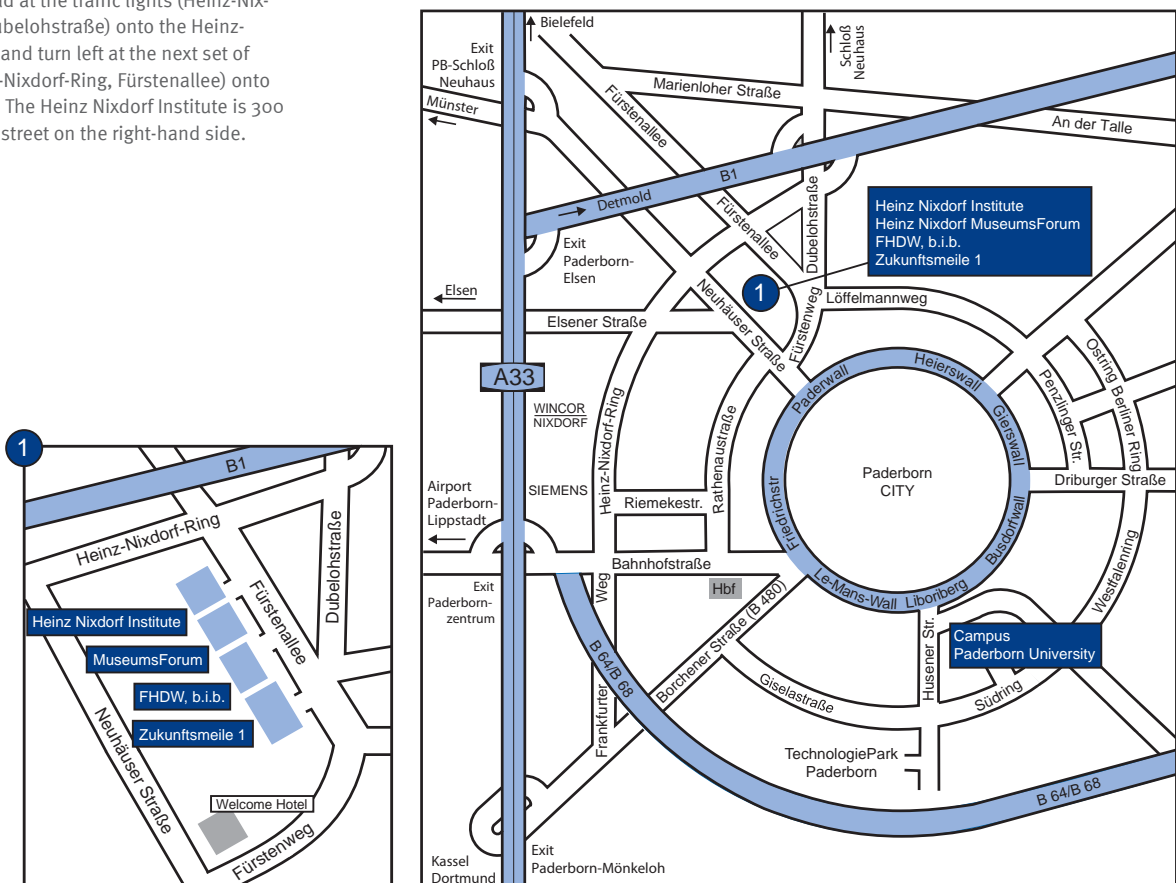 d at the traffic lights (Heinz-Nix-
ubelohstraße) onto the Heinz-
and turn left at the next set of
-Nixdorf-Ring, Fürstenallee) onto
The Heinz Nixdorf Institute is 300
street on the right-hand side.
Bielefeld
Exit
PB-Schloß
Neuhaus
Münster
Schloß
Neuhaus
Marienloher Straße
An der Talle
Fürstenallee
B1
Detmold
Fürstenallee
Dubelohstraße
Heinz Nixdorf Institute
Heinz Nixdorf MuseumsForum
FHDW, b.i.b.
Zukunftsmeile 1
Exit
Paderborn-
Elsen
Elsen
1
Neuhäuser Straße
Fürstenweg
Löffelmannweg
Elsener Straße
A33
WINCOR
NIXDORF
Heinz-Nixdorf-Ring
Rathenaustraße
Paderwall
Heierswall
Gierswall
Penzlinger Str.
Ostring Berliner Ring
Paderborn
CITY
Driburger Straße
Airport
Paderborn-
Lippstadt
SIEMENS
Riemekestr.
Friedrichstr
Busdorfwall
Le-Mans-Wall
Liboriberg
Westfalenring
Bahnhofstraße
Hbf
Exit
Paderborn-
zentrum
Frankfurter Weg
B 64/B 68
Borchener Straße (B 480)
Husener Str.
Campus
Paderborn University
Giselastraße
Südring
TechnologiePark
Paderborn
B 64/B 68
Kassel
Dortmund
Exit
Paderborn-Mönkeloh
1
B1
Heinz-Nixdorf-Ring
Fürstenallee
Dubelohstraße
Heinz Nixdorf Institute
MuseumsForum
FHDW, b.i.b.
Zukunftsmeile 1
Neuhäuser Straße
Welcome Hotel
Fürstenweg